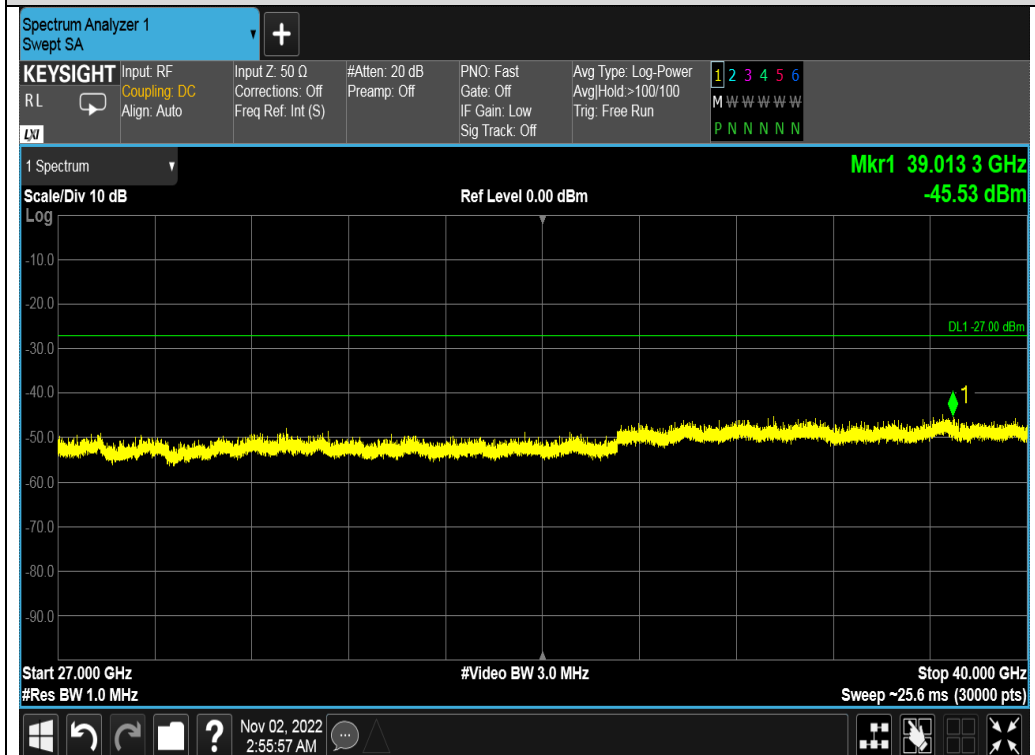 Spectrum Analyzer 1
Swept SA
+
KEYSIGHT
RL
LXI
Input: RF
Coupling: DC
Align: Auto
Input Z: 50 Ω
Corrections: Off
Freq Ref: Int (S)
#Atten: 20 dB
Preamp: Off
PNO: Fast
Gate: Off
IF Gain: Low
Sig Track: Off
Avg Type: Log-Power
Avg|Hold:>100/100
Trig: Free Run
1 2 3 4 5 6
M W W W W W
P N N N N N
1 Spectrum
Mkr1 39.013 3 GHz
-45.53 dBm
Scale/Div 10 dB
Ref Level 0.00 dBm
Log
-10.0
-20.0
DL1 -27.00 dBm
-30.0
-40.0
1
-50.0
-60.0
-70.0
-80.0
-90.0
Start 27.000 GHz
#Video BW 3.0 MHz
Stop 40.000 GHz
#Res BW 1.0 MHz
Sweep ~25.6 ms (30000 pts)
?
Nov 02, 2022
2:55:57 AM